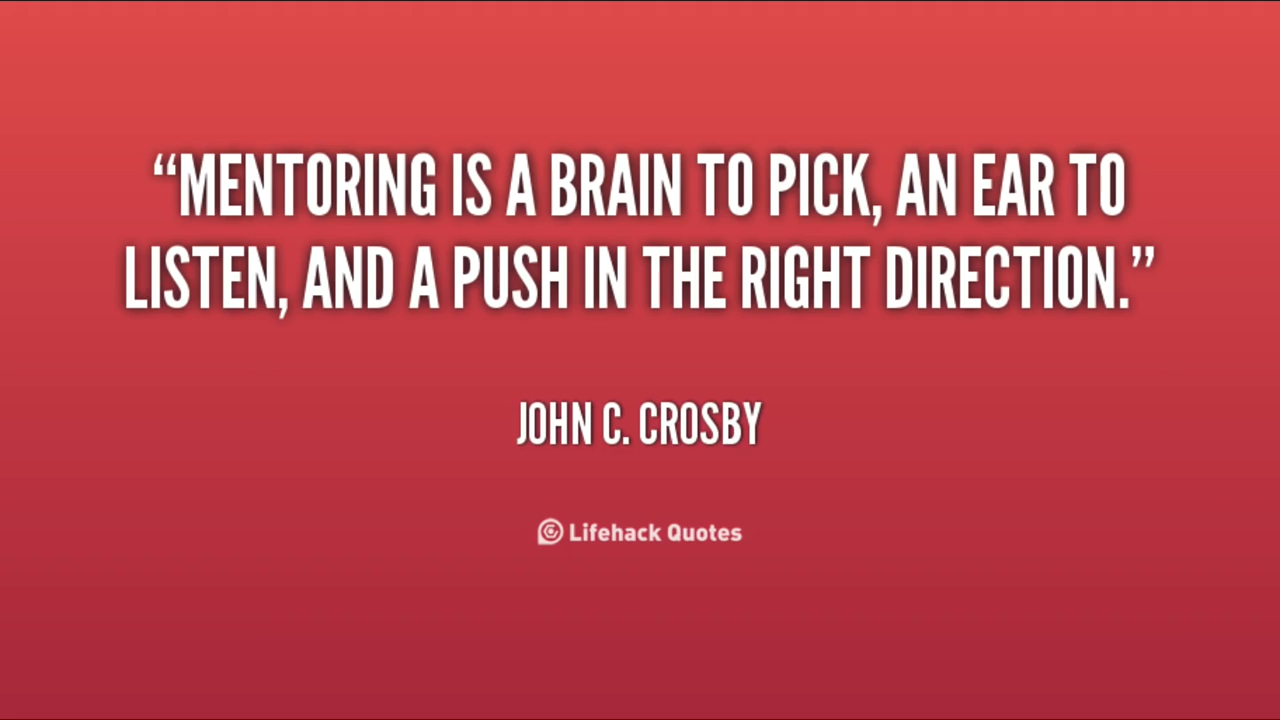 “MENTORING IS A BRAIN TO PICK, AN EAR TO
LISTEN, AND A PUSH IN THE RIGHT DIRECTION.”
JOHN C. CROSBY
Lifehack Quotes